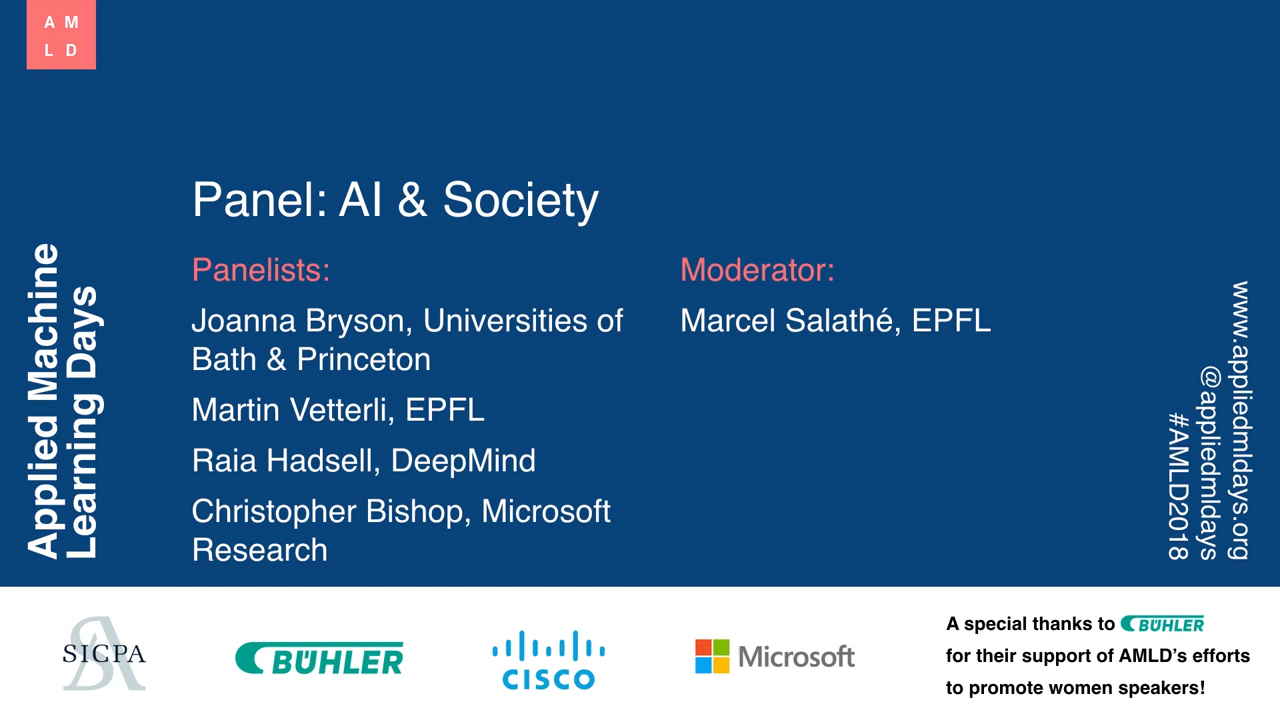 A M
L D
Applied Machine
Learning Days
Panel: AI & Society
Panelists:
Joanna Bryson, Universities of
Bath & Princeton
Martin Vetterli, EPFL
Raia Hadsell, DeepMind
Christopher Bishop, Microsoft
Research
Moderator:
Marcel Salathé, EPFL
www.appliedmldays.org
@appliedmldays
#AMLD2018
SICPA
BÜHLER
CISCO
Microsoft
A special thanks to BÜHLER
for their support of AMLD’s efforts
to promote women speakers!